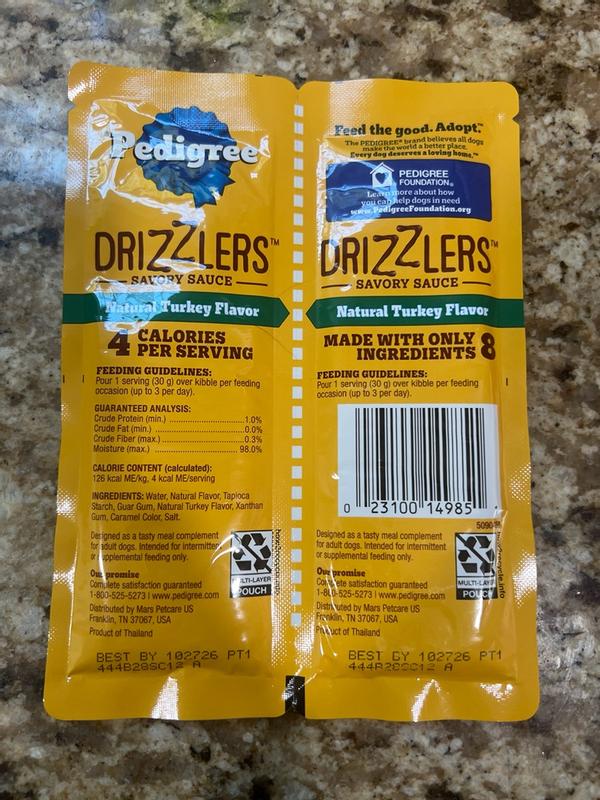 Pedigree
DRIZZLERS™
SAVORY SAUCE
Natural Turkey Flavor
4 CALORIES
PER SERVING
FEEDING GUIDELINES:
Pour 1 serving (30 g) over kibble per feeding
occasion (up to 3 per day).
GUARANTEED ANALYSIS:
Crude Protein (min.) ........................ 1.0%
Crude Fat (min.) ........................ 0.0%
Crude Fiber (max.) ........................ 0.3%
Moisture (max.) ........................ 98.0%
CALORIE CONTENT (calculated):
126 kcal ME/kg, 4 kcal ME/serving
INGREDIENTS: Water, Natural Flavor, Tapioca
Starch, Guar Gum, Natural Turkey Flavor, Xanthan
Gum, Caramel Color, Salt.
Designed as a tasty meal complement
for adult dogs. Intended for intermittent
or supplemental feeding only.
Our promise
Complete satisfaction guaranteed
1-800-525-5273 | www.pedigree.com
Distributed by Mars Petcare US
Franklin, TN 37067, USA
Product of Thailand
MULTI-LAYER
POUCH
BEST BY 102726 PT1
444B28SC12 A
Feed the good. Adopt.™
The PEDIGREE® brand believes all dogs
make the world a better place.
Every dog deserves a loving home.™
PEDIGREE
FOUNDATION®
Learn more about how
you can help dogs in need
www.PedigreeFoundation.org
DRIZZLERS™
SAVORY SAUCE
Natural Turkey Flavor
MADE WITH ONLY 8
INGREDIENTS
FEEDING GUIDELINES:
Pour 1 serving (30 g) over kibble per feeding
occasion (up to 3 per day).
0 23100 14985
Designed as a tasty meal complement
for adult dogs. Intended for intermittent
or supplemental feeding only.
Our promise
Complete satisfaction guaranteed
1-800-525-5273 | www.pedigree.com
Distributed by Mars Petcare US
Franklin, TN 37067, USA
Product of Thailand
MULTI-LAYER
POUCH
BEST BY 102726 PT1